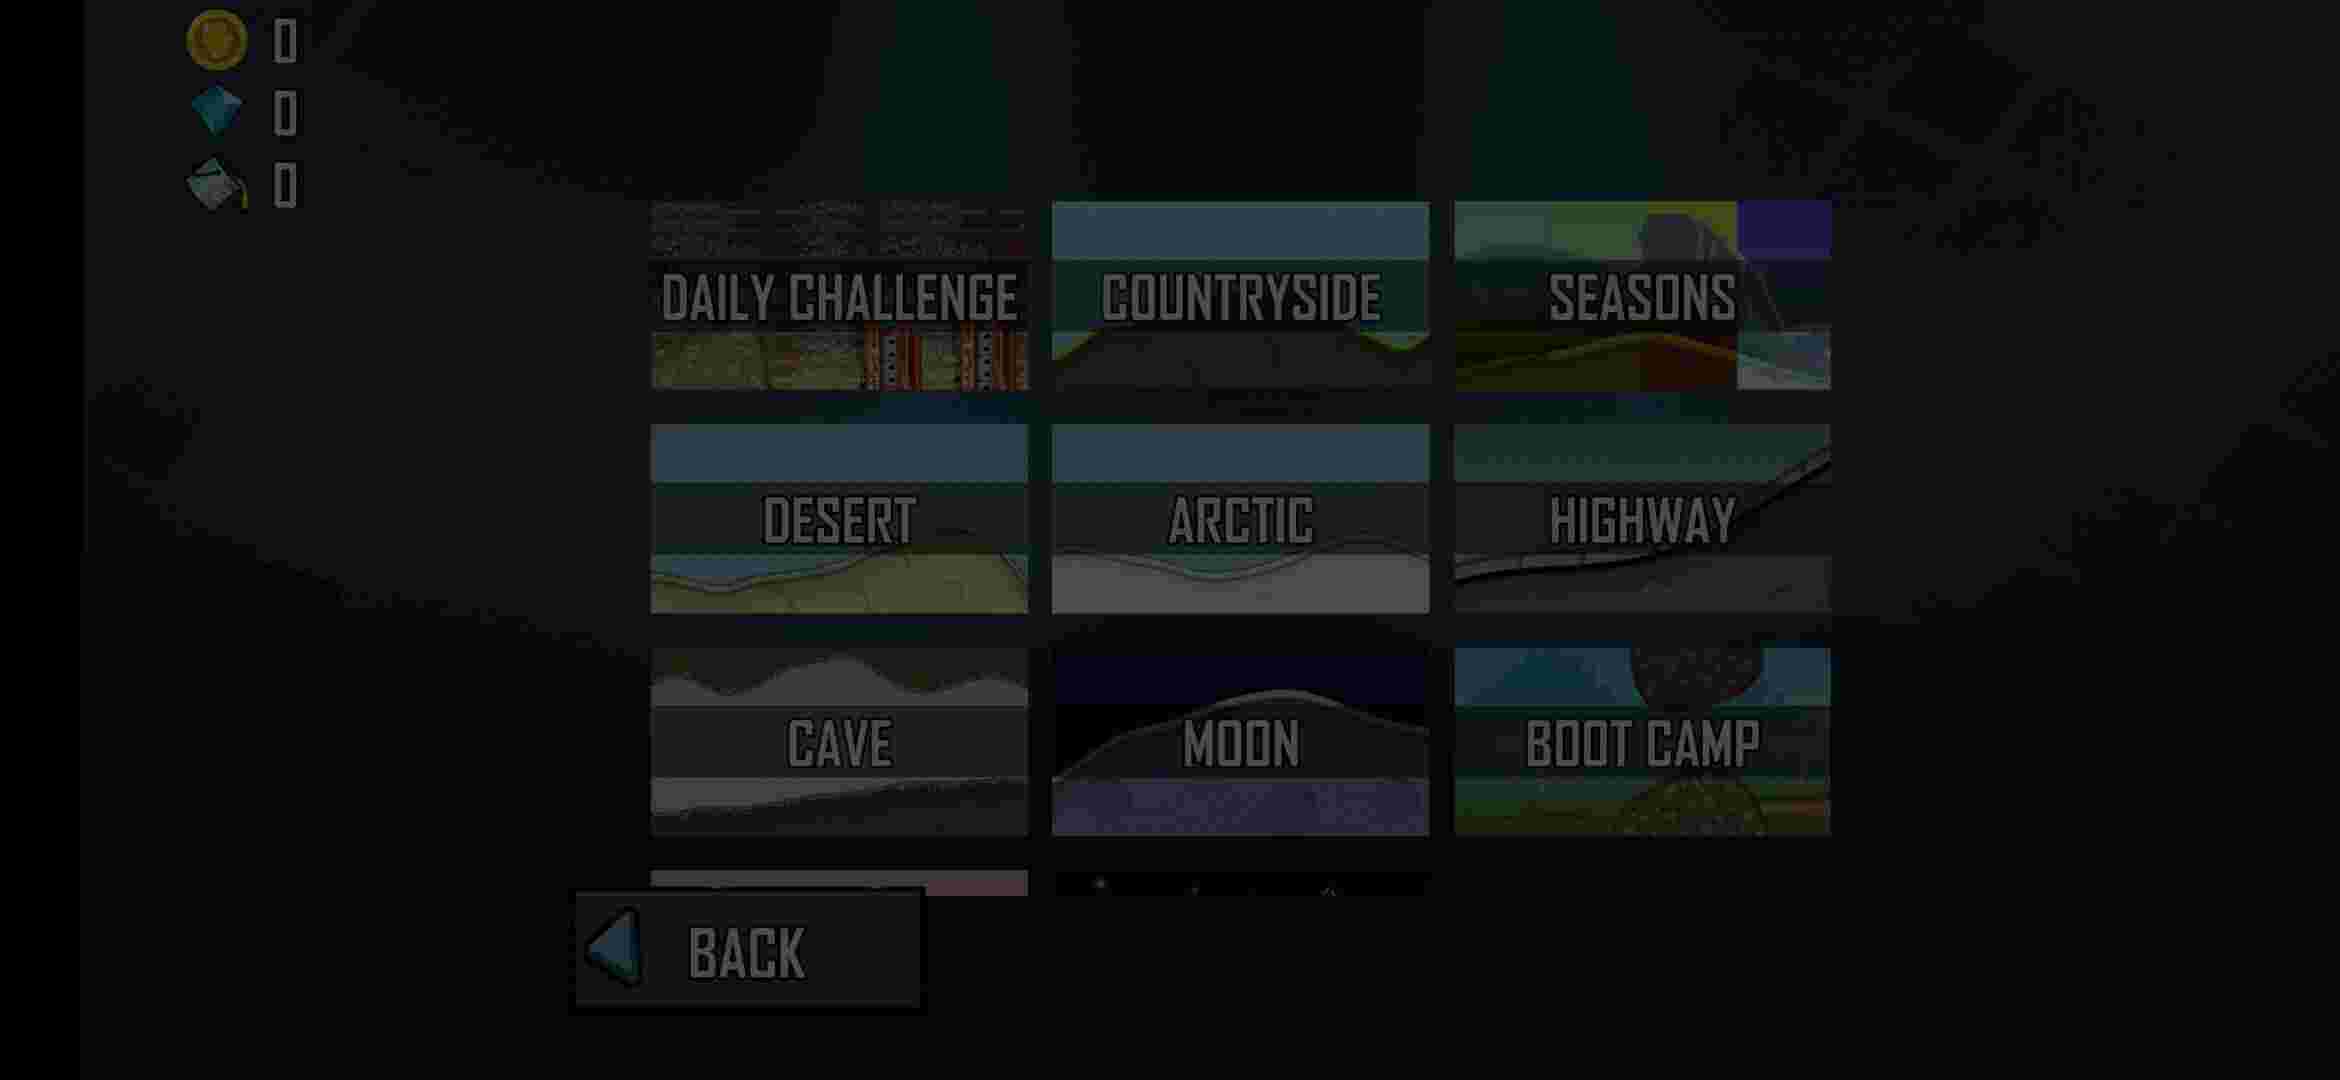 0
0
0
DAILY CHALLENGE
COUNTRYSIDE
SEASONS
DESERT
ARCTIC
HIGHWAY
CAVE
MOON
BOOT CAMP
BACK